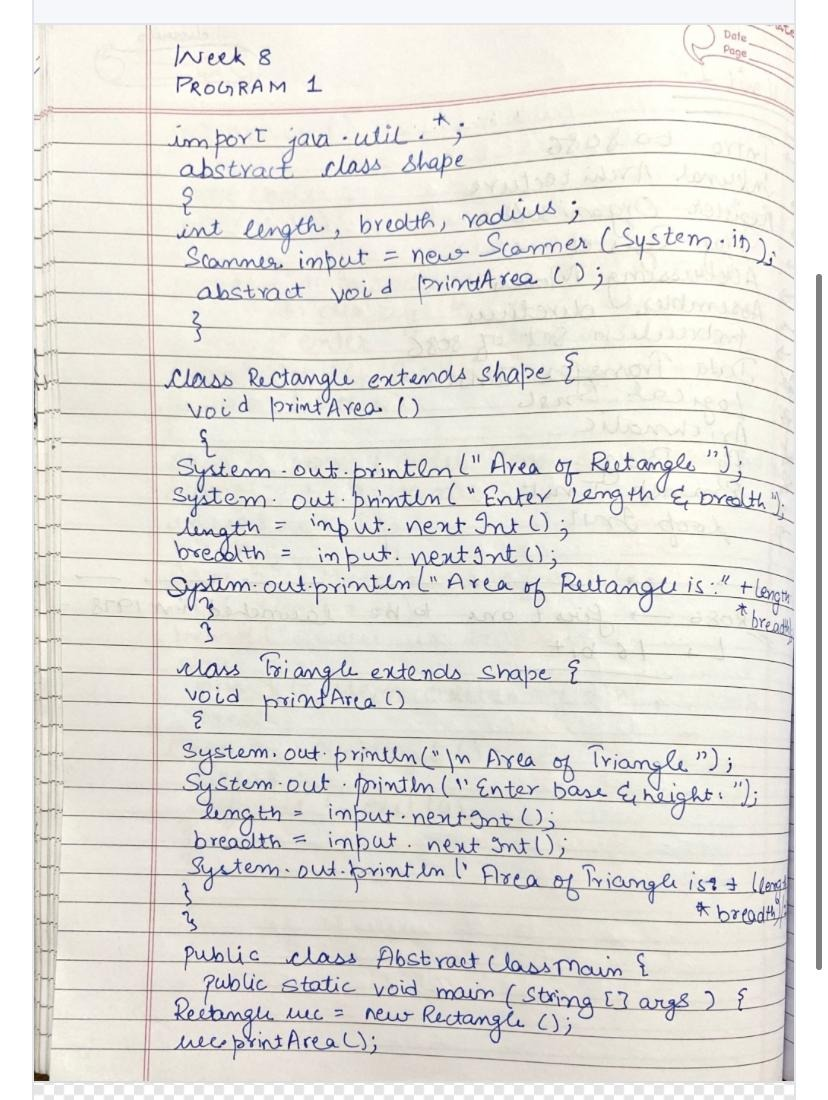 Date
Page
Week 8
PROGRAM 1
import java.util.*;
abstract class shape
{
int length, bredth, radius;
Scanner input = new Scanner (System.in);
abstract void printArea ();
}
class Rectangle extends shape {
void printArea ()
{
System.out.println(" Area of Rectangle ");
System.out.println( "Enter length & bredth");
length = input.nextInt();
breadth = input.nextInt();
System.out.println(" Area of Rectangle is:" + length
* breadth)
}
}
class Triangle extends shape {
void printArea ()
{
System.out.println("\n Area of Triangle ");
System.out.println("Enter base & height: ");
length = input.nextInt();
breadth = input.nextInt();
System.out.println(" Area of Triangle is: +
* breadth)
}
}
public class Abstract ClassMain {
public static void main (String [] args ) {
Rectangle rec = new Rectangle ();
rec.printArea();